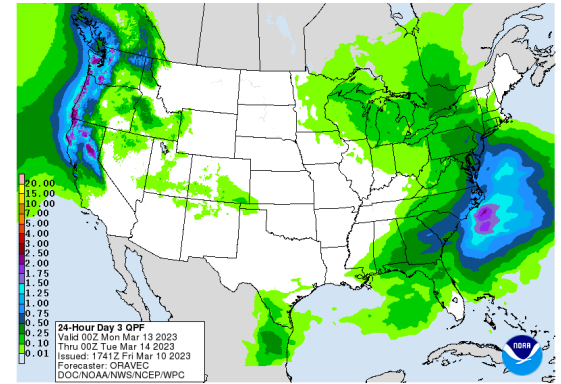 20.00
15.00
10.00
7.00
5.00
4.00
3.00
2.50
2.00
1.75
1.50
1.25
1.00
0.75
0.50
0.25
0.10
0.01
24-Hour Day 3 QPF
Valid 00Z Mon Mar 13 2023
Thru 00Z Tue Mar 14 2023
Issued: 1741Z Fri Mar 10 2023
Forecaster: ORAVEC
DOC/NOAA/NWS/NCEP/WPC
NOAA